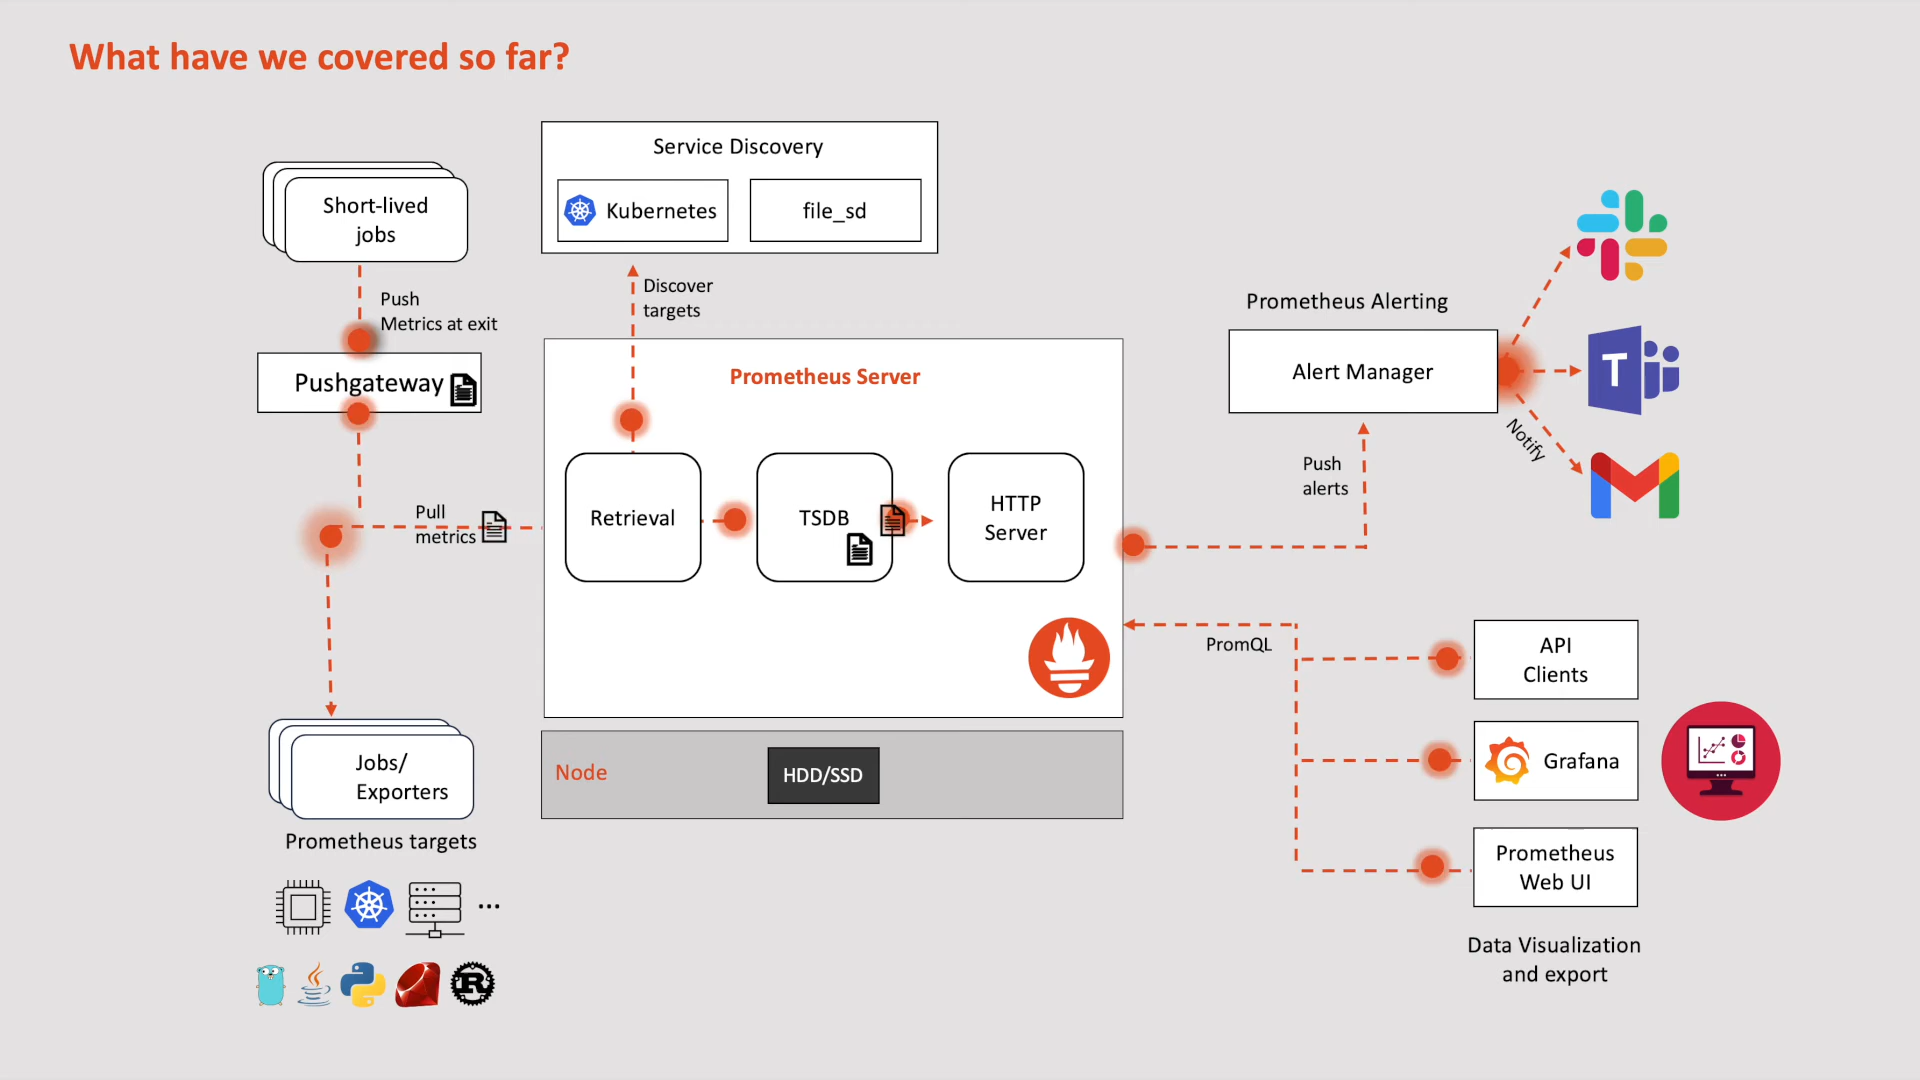 What have we covered so far?
Service Discovery
Kubernetes
file_sd
Short-lived
jobs
Push
Metrics at exit
Discover
targets
Pushgateway
Prometheus Server
Retrieval
TSDB
HTTP
Server
Pull
metrics
Prometheus Alerting
Alert Manager
T
Notify
Push
alerts
PromQL
API
Clients
Grafana
Prometheus
Web UI
Data Visualization
and export
Node
HDD/SSD
Jobs/
Exporters
Prometheus targets
...
R